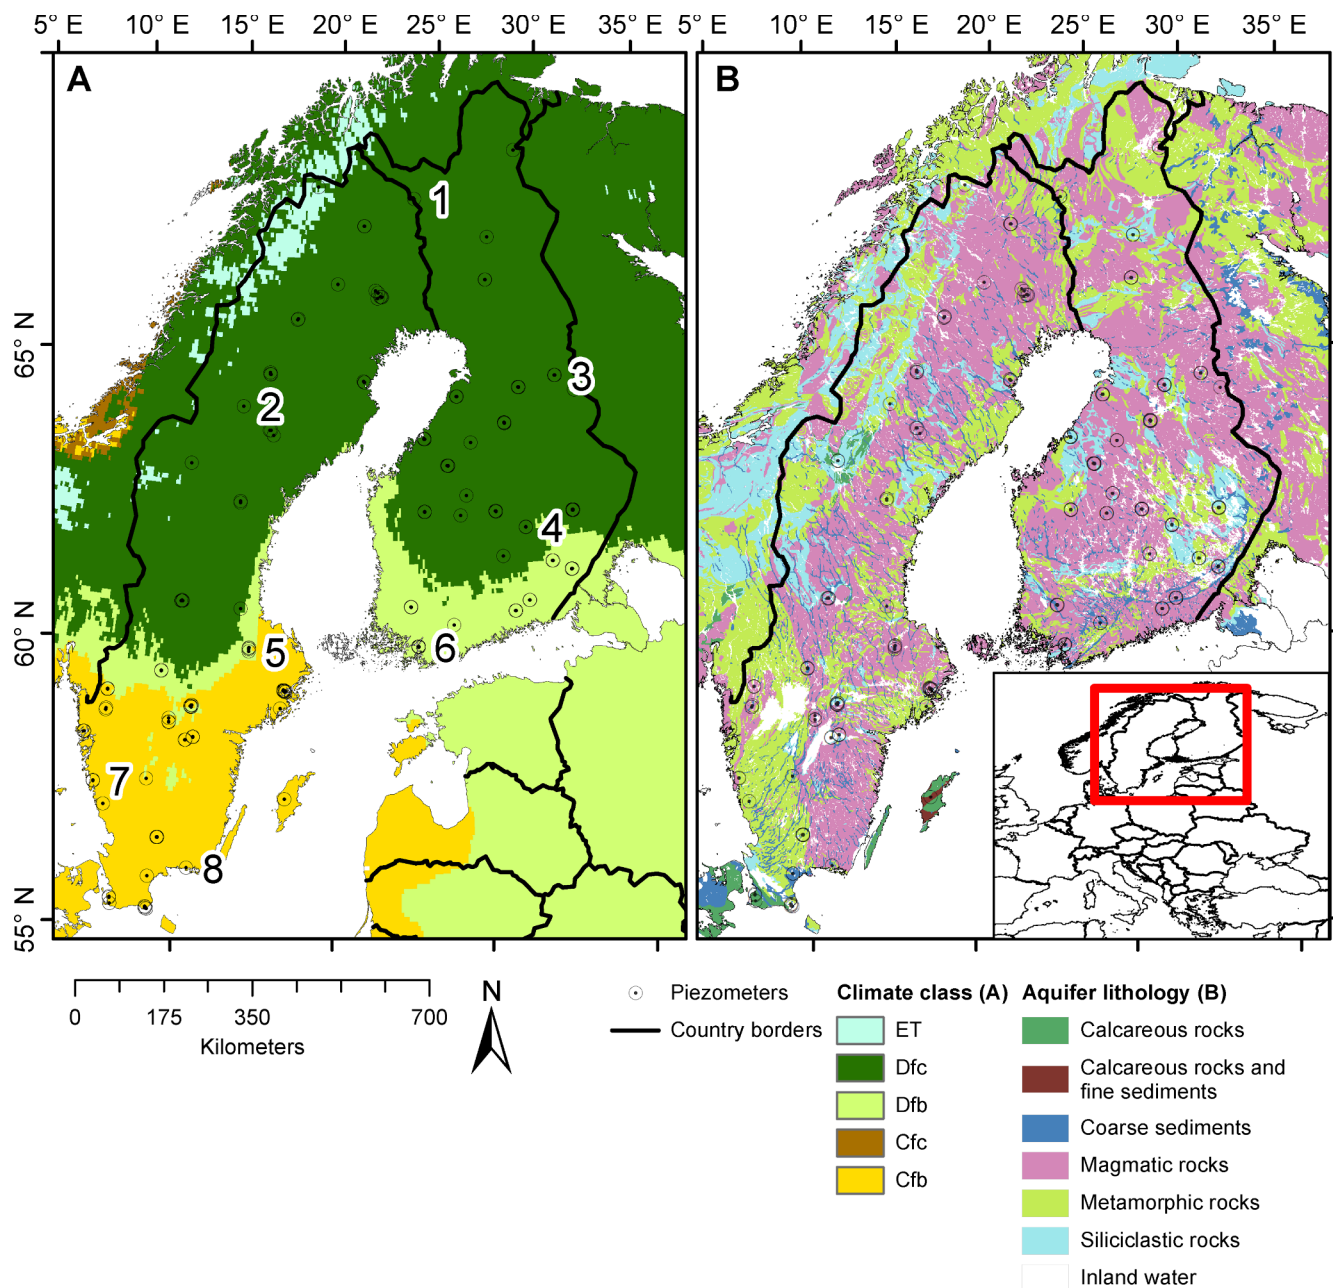 5° E 10° E 15° E 20° E 25° E 30° E 35° E 5° E 10° E 15° E 20° E 25° E 30° E 35° E
A
B
1
65° N
2
3
4
60° N
5
6
7
8
55° N
0 175 350 700
Kilometers
N
Piezometers
Country borders
Climate class (A)
ET
Dfc
Dfb
Cfc
Cfb
Aquifer lithology (B)
Calcareous rocks
Calcareous rocks and
fine sediments
Coarse sediments
Magmatic rocks
Metamorphic rocks
Siliciclastic rocks
Inland water